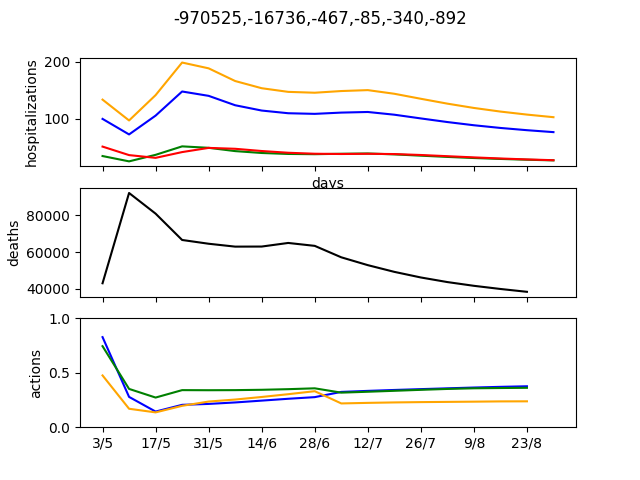 -970525,-16736,-467,-85,-340,-892
200
100
hospitalizations
days
80000
60000
40000
deaths
1.0
0.5
0.0
actions
3/5 17/5 31/5 14/6 28/6 12/7 26/7 9/8 23/8